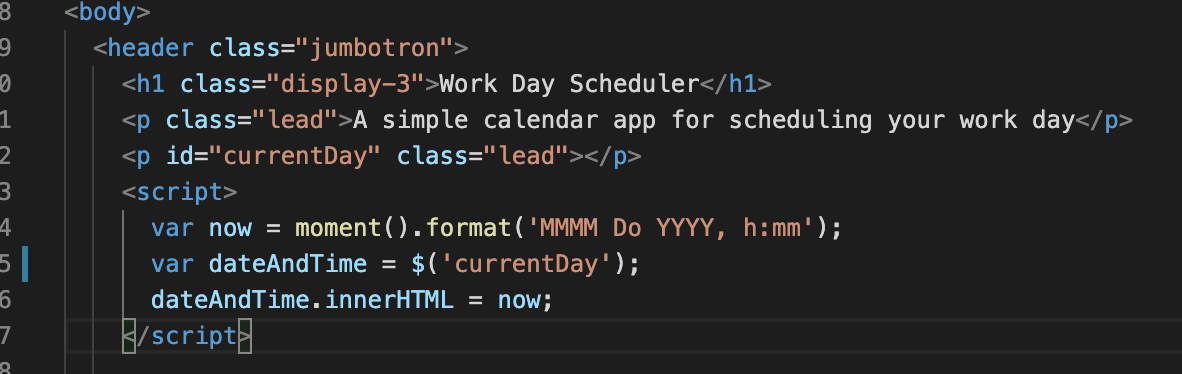 8 <body>
9 <header class="jumbotron">
0 <h1 class="display-3">Work Day Scheduler</h1>
1 <p class="lead">A simple calendar app for scheduling your work day</p>
2 <p id="currentDay" class="lead"></p>
3 <script>
4 var now = moment().format('MMMM Do YYYY, h:mm');
5 var dateAndTime = $('currentDay');
6 dateAndTime.innerHTML = now;
7 </script>
8